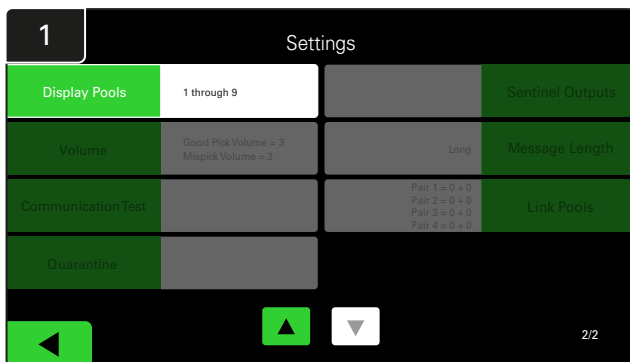 1
Settings
Display Pools
1 through 9
Sentinel Outputs
Volume
Good Pick Volume = 3
Mispick Volume = 3
Long
Message Length
Communication Test
Pair 1 = 0 + 0
Pair 2 = 0 + 0
Pair 3 = 0 + 0
Pair 4 = 0 + 0
Link Pools
Quarantine
2/2